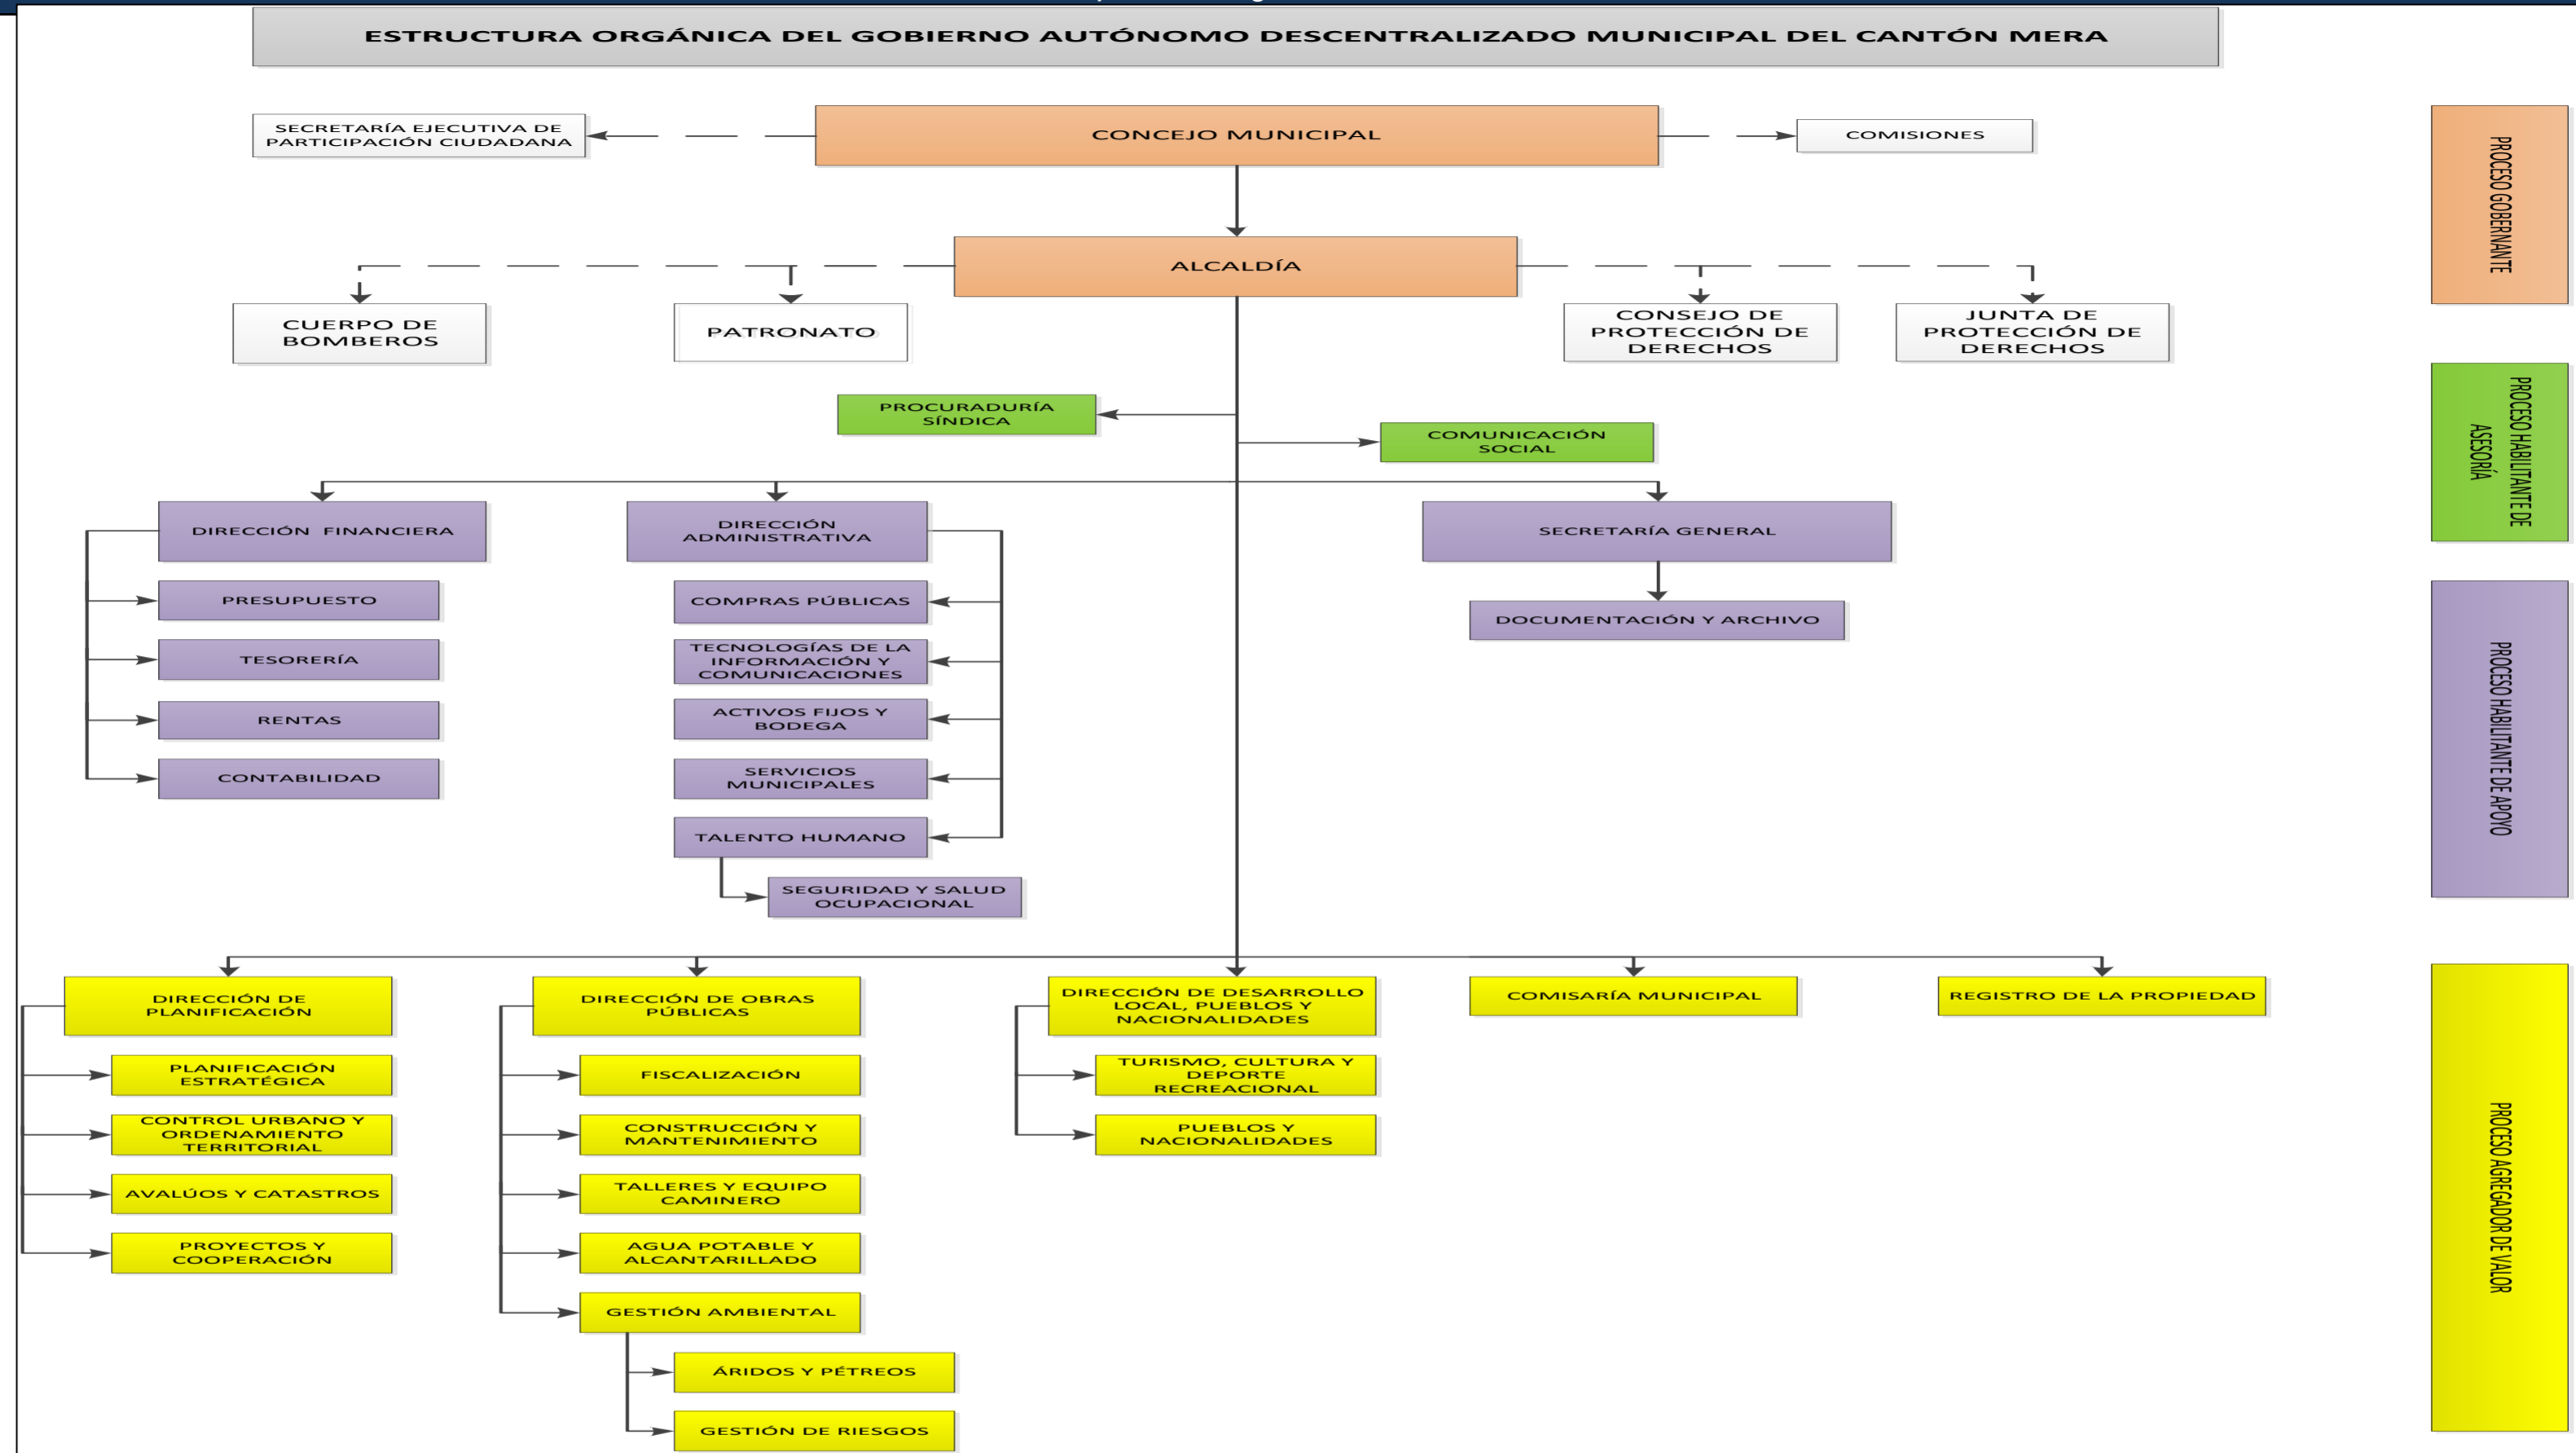 ESTRUCTURA ORGÁNICA DEL GOBIERNO AUTÓNOMO DESCENTRALIZADO MUNICIPAL DEL CANTÓN MERA
SECRETARÍA EJECUTIVA DE
PARTICIPACIÓN CIUDADANA
CONCEJO MUNICIPAL
COMISIONES
PROCESO GOBERNANTE
ALCALDÍA
CUERPO DE
BOMBEROS
PATRONATO
CONSEJO DE
PROTECCIÓN DE
DERECHOS
JUNTA DE
PROTECCIÓN DE
DERECHOS
PROCURADURÍA
SÍNDICA
COMUNICACIÓN
SOCIAL
PROCESO HABILITANTE DE
ASESORÍA
DIRECCIÓN  FINANCIERA
PRESUPUESTO
TESORERÍA
RENTAS
CONTABILIDAD
DIRECCIÓN
ADMINISTRATIVA
COMPRAS PÚBLICAS
TECNOLOGÍAS DE LA
INFORMACIÓN Y
COMUNICACIONES
ACTIVOS FIJOS Y
BODEGA
SERVICIOS
MUNICIPALES
TALENTO HUMANO
SEGURIDAD Y SALUD
OCUPACIONAL
SECRETARÍA GENERAL
DOCUMENTACIÓN Y ARCHIVO
PROCESO HABILITANTE DE APOYO
DIRECCIÓN DE
PLANIFICACIÓN
PLANIFICACIÓN
ESTRATÉGICA
CONTROL URBANO Y
ORDENAMIENTO
TERRITORIAL
AVALÚOS Y CATASTROS
PROYECTOS Y
COOPERACIÓN
DIRECCIÓN DE OBRAS
PÚBLICAS
FISCALIZACIÓN
CONSTRUCCIÓN Y
MANTENIMIENTO
TALLERES Y EQUIPO
CAMINERO
AGUA POTABLE Y
ALCANTARILLADO
GESTIÓN AMBIENTAL
ÁRIDOS Y PÉTREOS
GESTIÓN DE RIESGOS
DIRECCIÓN DE DESARROLLO
LOCAL, PUEBLOS Y
NACIONALIDADES
TURISMO, CULTURA Y
DEPORTE
RECREACIONAL
PUEBLOS Y
NACIONALIDADES
COMISARÍA MUNICIPAL
REGISTRO DE LA PROPIEDAD
PROCESO AGREGADOR DE VALOR